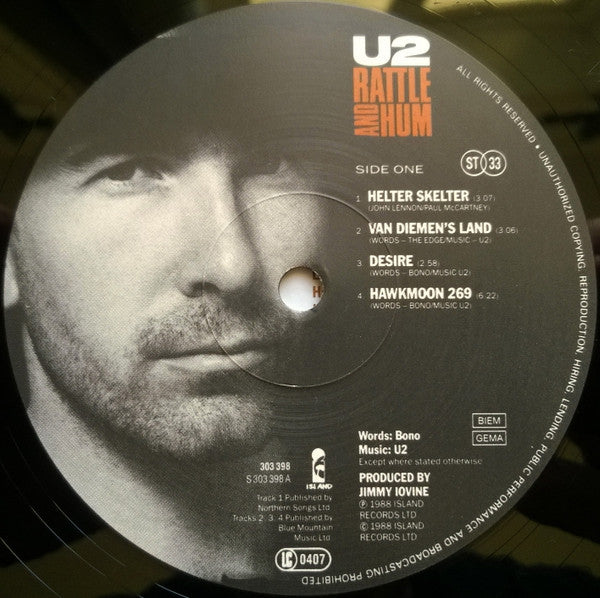 U2
RATTLE
AND HUM
SIDE ONE
ST 33
1 HELTER SKELTER (3.07)
(JOHN LENNON/PAUL McCARTNEY)
2 VAN DIEMEN'S LAND (3.06)
(WORDS – THE EDGE/MUSIC – U2)
3 DESIRE (2.58)
(WORDS – BONO/MUSIC U2)
4 HAWKMOON 269 (6.22)
(WORDS – BONO/MUSIC U2)
BIEM
GEMA
Words: Bono
Music: U2
Except where stated otherwise
PRODUCED BY
JIMMY IOVINE
℗ 1988 ISLAND
RECORDS LTD
© 1988 ISLAND
RECORDS LTD
303 398
S 303 398 A
ISLAND
Track 1 Published by
Northern Songs Ltd
Tracks 2, 3, 4 Published by
Blue Mountain
Music Ltd
LC 0407
ALL RIGHTS RESERVED • UNAUTHORIZED COPYING, REPRODUCTION, HIRING, LENDING, PUBLIC PERFORMANCE AND BROADCASTING PROHIBITED